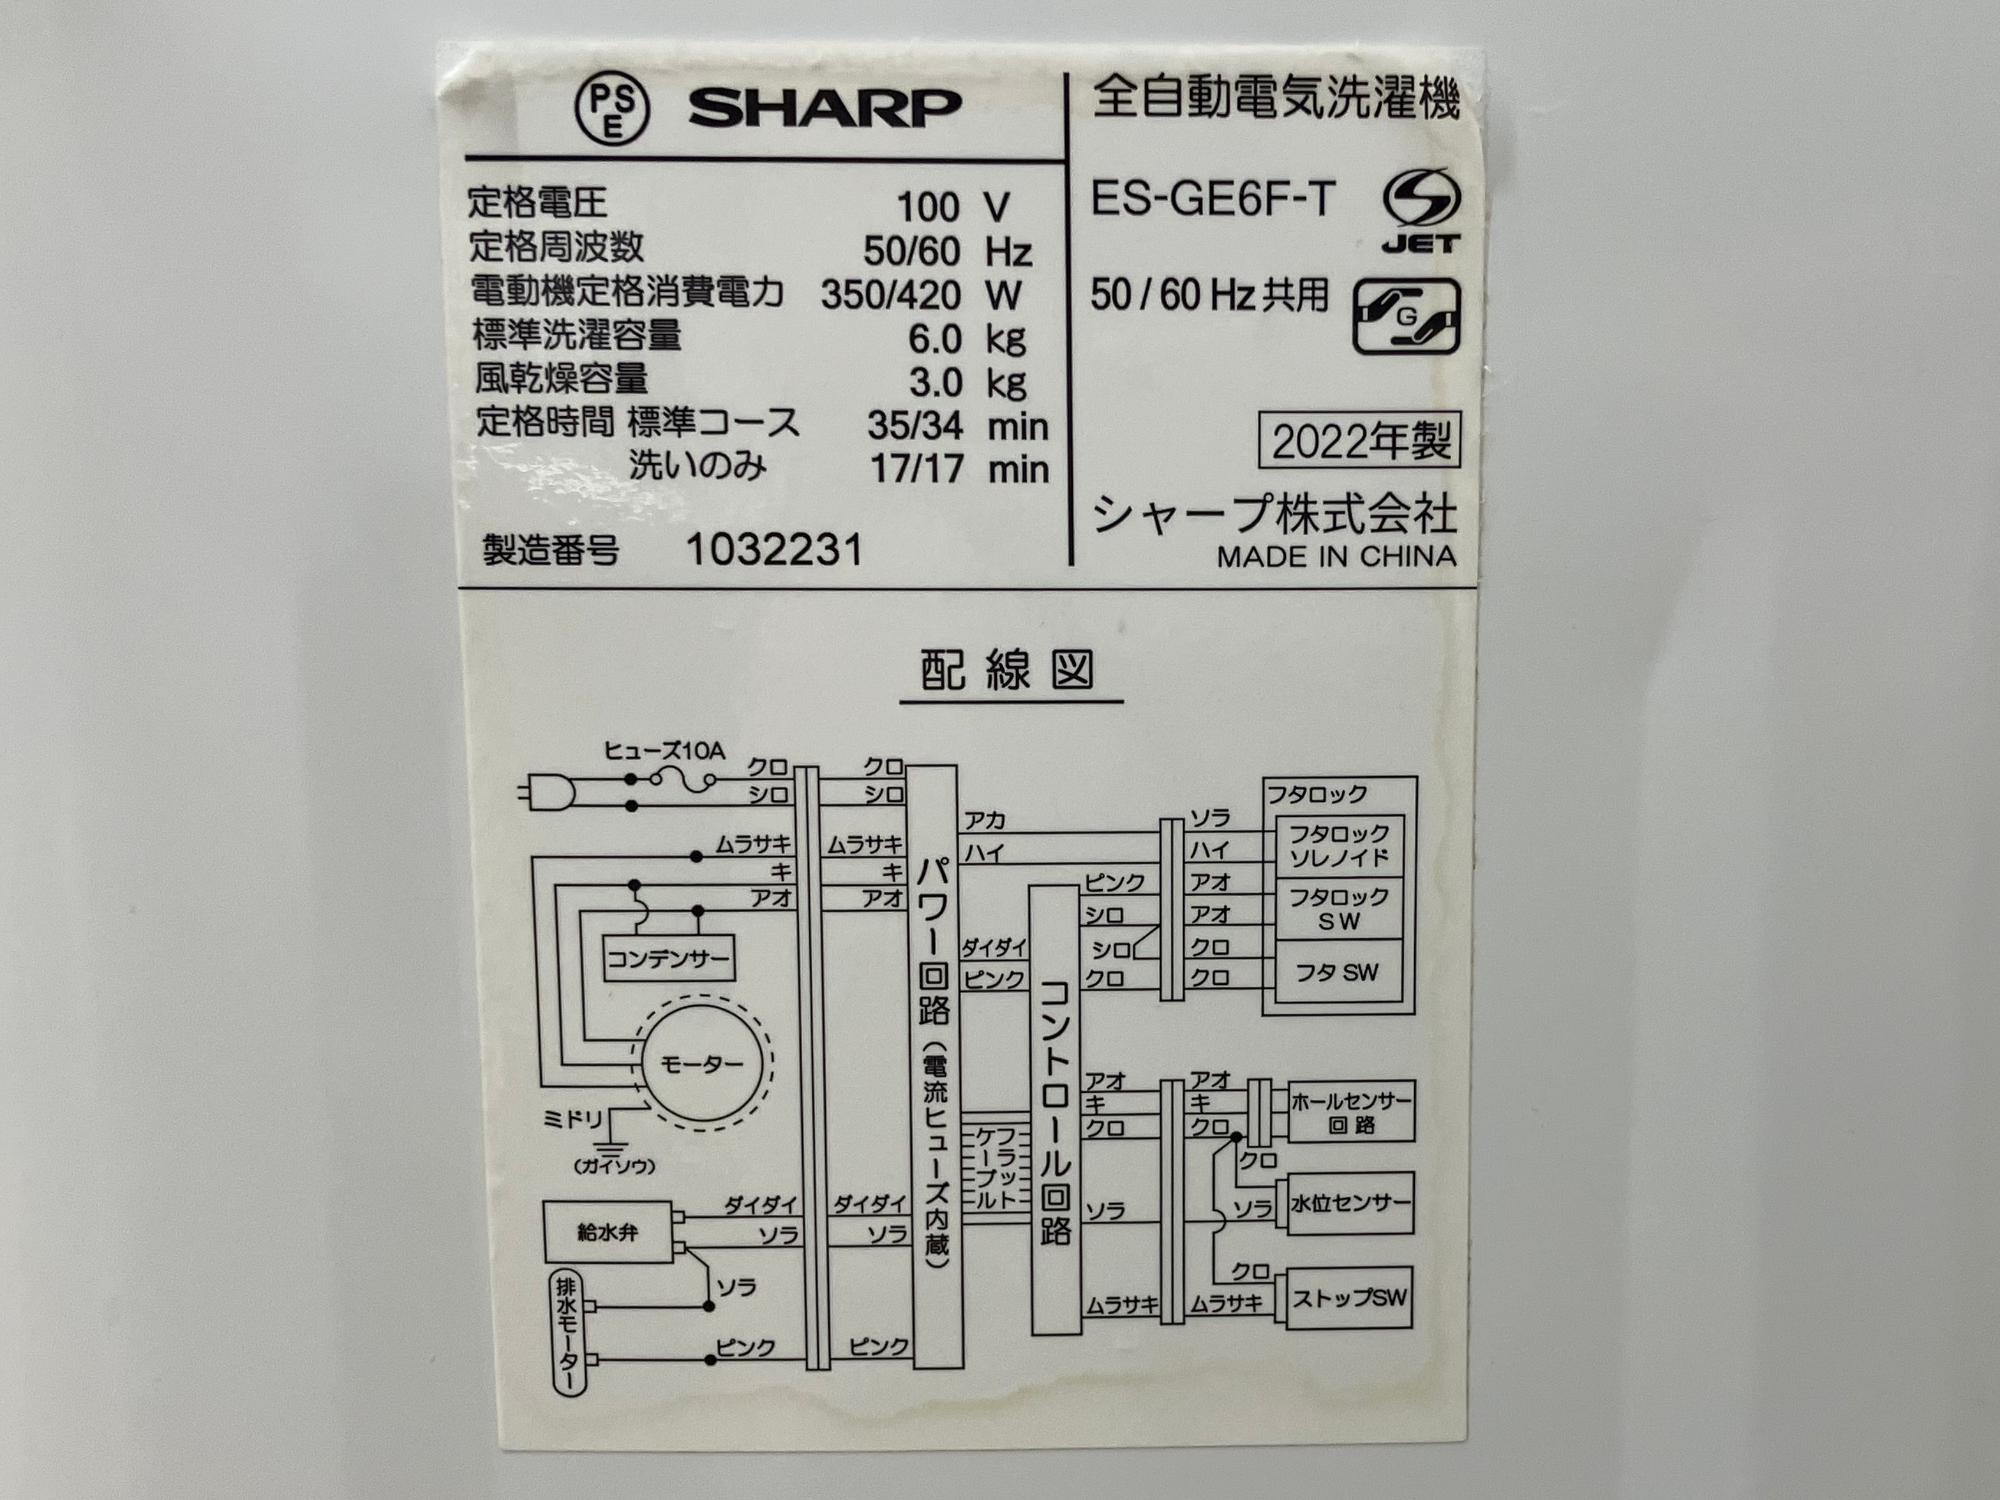 PS
E
SHARP
全自動電気洗濯機
定格電圧 100 V
定格周波数 50/60 Hz
電動機定格消費電力 350/420 W
標準洗濯容量 6.0 kg
風乾燥容量 3.0 kg
定格時間 標準コース 35/34 min
洗いのみ 17/17 min
製造番号 1032231
ES-GE6F-T
S
JET
50/60 Hz 共用
G
2022年製
シャープ株式会社
MADE IN CHINA
配線図
ヒューズ10A
クロ
シロ
ムラサキ
キ
アオ
コンデンサー
モーター
ミドリ
(ガイソウ)
給水弁
ダイダイ
ソラ
ソラ
排水モーター
ピンク
クロ
シロ
ムラサキ
キ
アオ
ダイダイ
ソラ
ピンク
パワー回路(電流ヒューズ内蔵)
アカ
ハイ
ダイダイ
ピンク
フラット
ケーブル
コントロール回路
ピンク
シロ
シロ
クロ
アオ
キ
クロ
ソラ
ムラサキ
ソラ
ハイ
アオ
アオ
クロ
クロ
フタロック
フタロック
ソレノイド
フタロック
SW
フタ SW
アオ
キ
クロ
クロ
ソラ
クロ
ムラサキ
ホールセンサー
回路
水位センサー
ストップSW